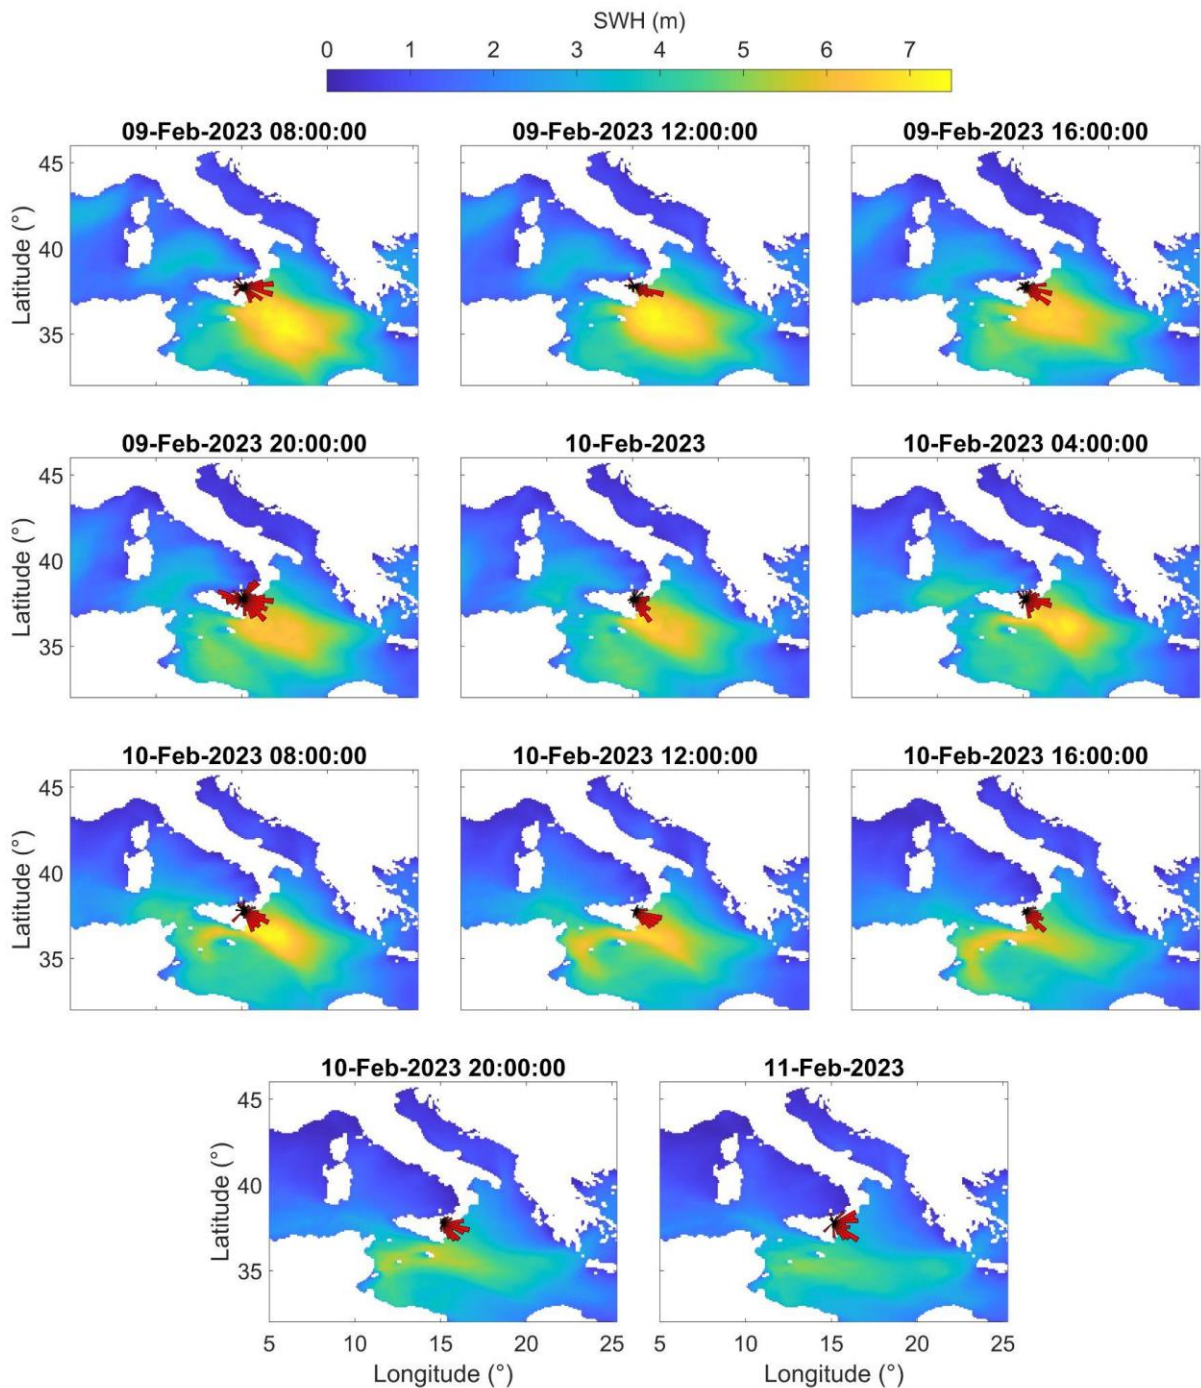 SWH (m)
0 1 2 3 4 5 6 7
09-Feb-2023 08:00:00 09-Feb-2023 12:00:00 09-Feb-2023 16:00:00
45
40
35
Latitude (°)
09-Feb-2023 20:00:00 10-Feb-2023 10-Feb-2023 04:00:00
45
40
35
Latitude (°)
10-Feb-2023 08:00:00 10-Feb-2023 12:00:00 10-Feb-2023 16:00:00
45
40
35
Latitude (°)
10-Feb-2023 20:00:00 11-Feb-2023
45
40
35
Latitude (°)
5 10 15 20 25 5 10 15 20 25
Longitude (°) Longitude (°)